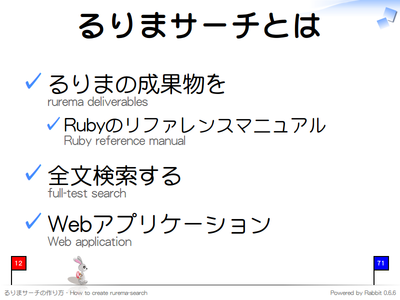 るりまサーチとは
るりまの成果物を
rurema deliverables
Rubyのリファレンスマニュアル
Ruby reference manual
全文検索する
full-test search
Webアプリケーション
Web application
12
71
るりまサーチの作り方 - How to create rurema-search
Powered by Rabbit 0.6.6